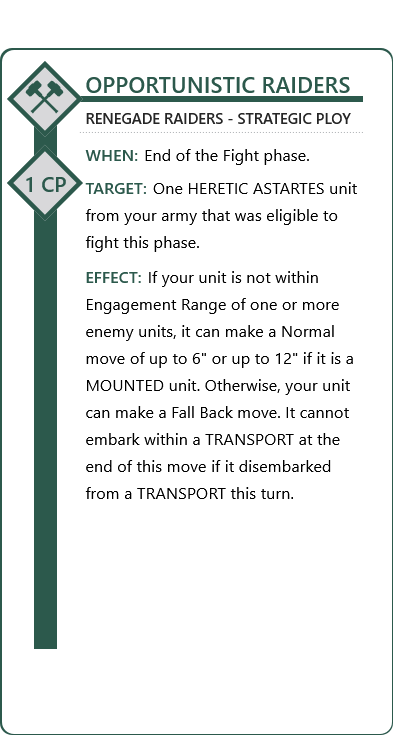 OPPORTUNISTIC RAIDERS
RENEGADE RAIDERS - STRATEGIC PLOY
1 CP
WHEN: End of the Fight phase.
TARGET: One HERETIC ASTARTES unit
from your army that was eligible to
fight this phase.
EFFECT: If your unit is not within
Engagement Range of one or more
enemy units, it can make a Normal
move of up to 6" or up to 12" if it is a
MOUNTED unit. Otherwise, your unit
can make a Fall Back move. It cannot
embark within a TRANSPORT at the
end of this move if it disembarked
from a TRANSPORT this turn.